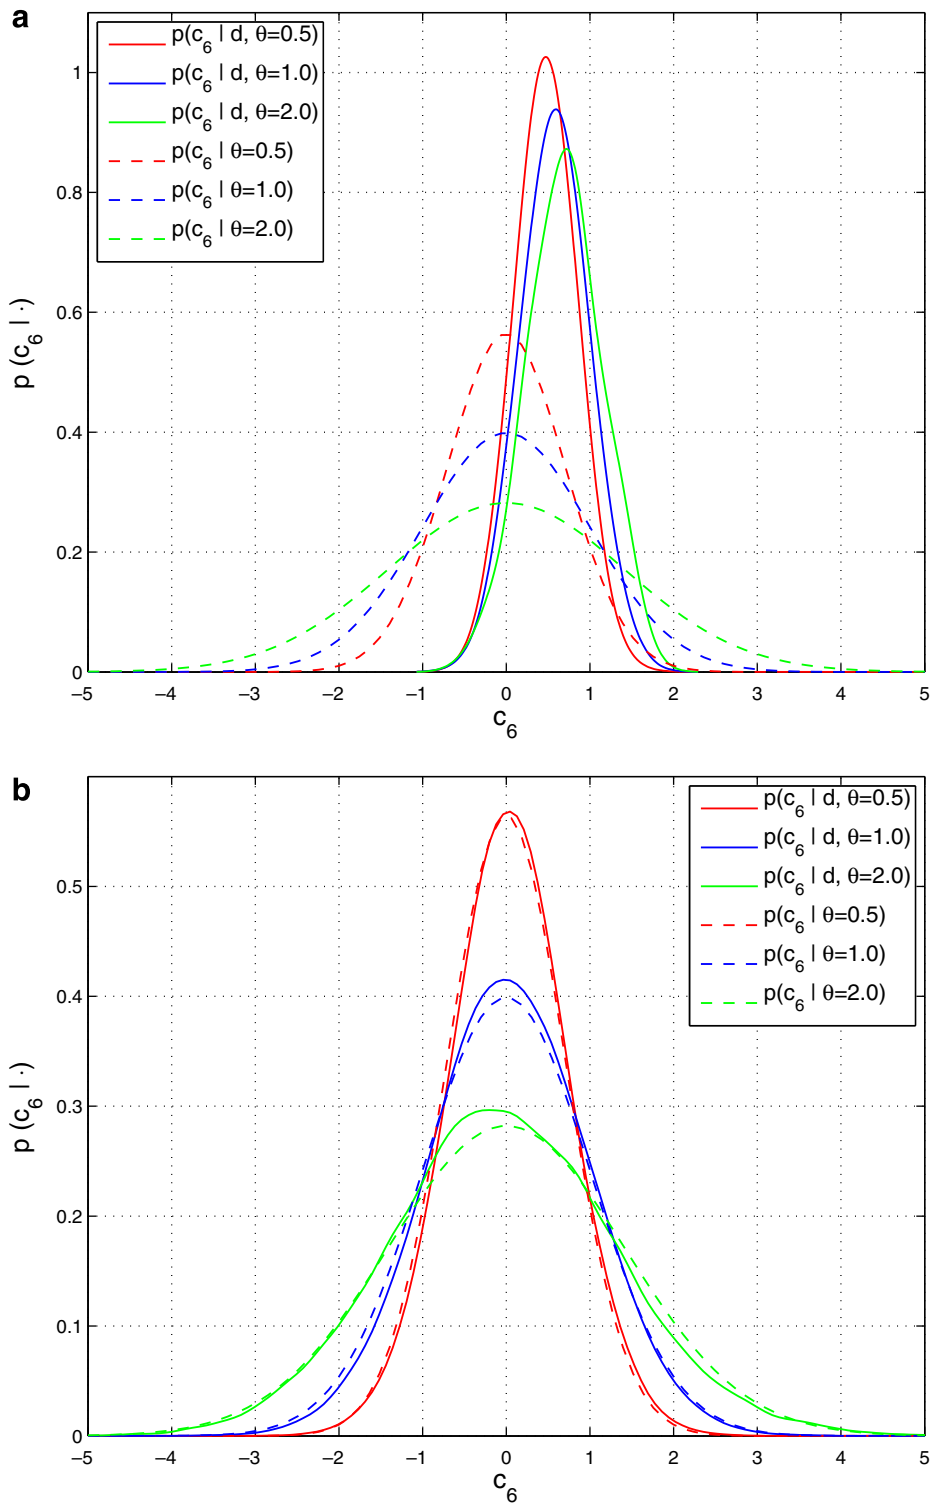 a
p(c6 | d, θ=0.5)
p(c6 | d, θ=1.0)
p(c6 | d, θ=2.0)
p(c6 | θ=0.5)
p(c6 | θ=1.0)
p(c6 | θ=2.0)
1
0.8
0.6
0.4
0.2
0
p (c6 | ·)
−5 −4 −3 −2 −1 0 1 2 3 4 5
c6
b
p(c6 | d, θ=0.5)
p(c6 | d, θ=1.0)
p(c6 | d, θ=2.0)
p(c6 | θ=0.5)
p(c6 | θ=1.0)
p(c6 | θ=2.0)
0.5
0.4
0.3
0.2
0.1
0
p (c6 | ·)
−5 −4 −3 −2 −1 0 1 2 3 4 5
c6